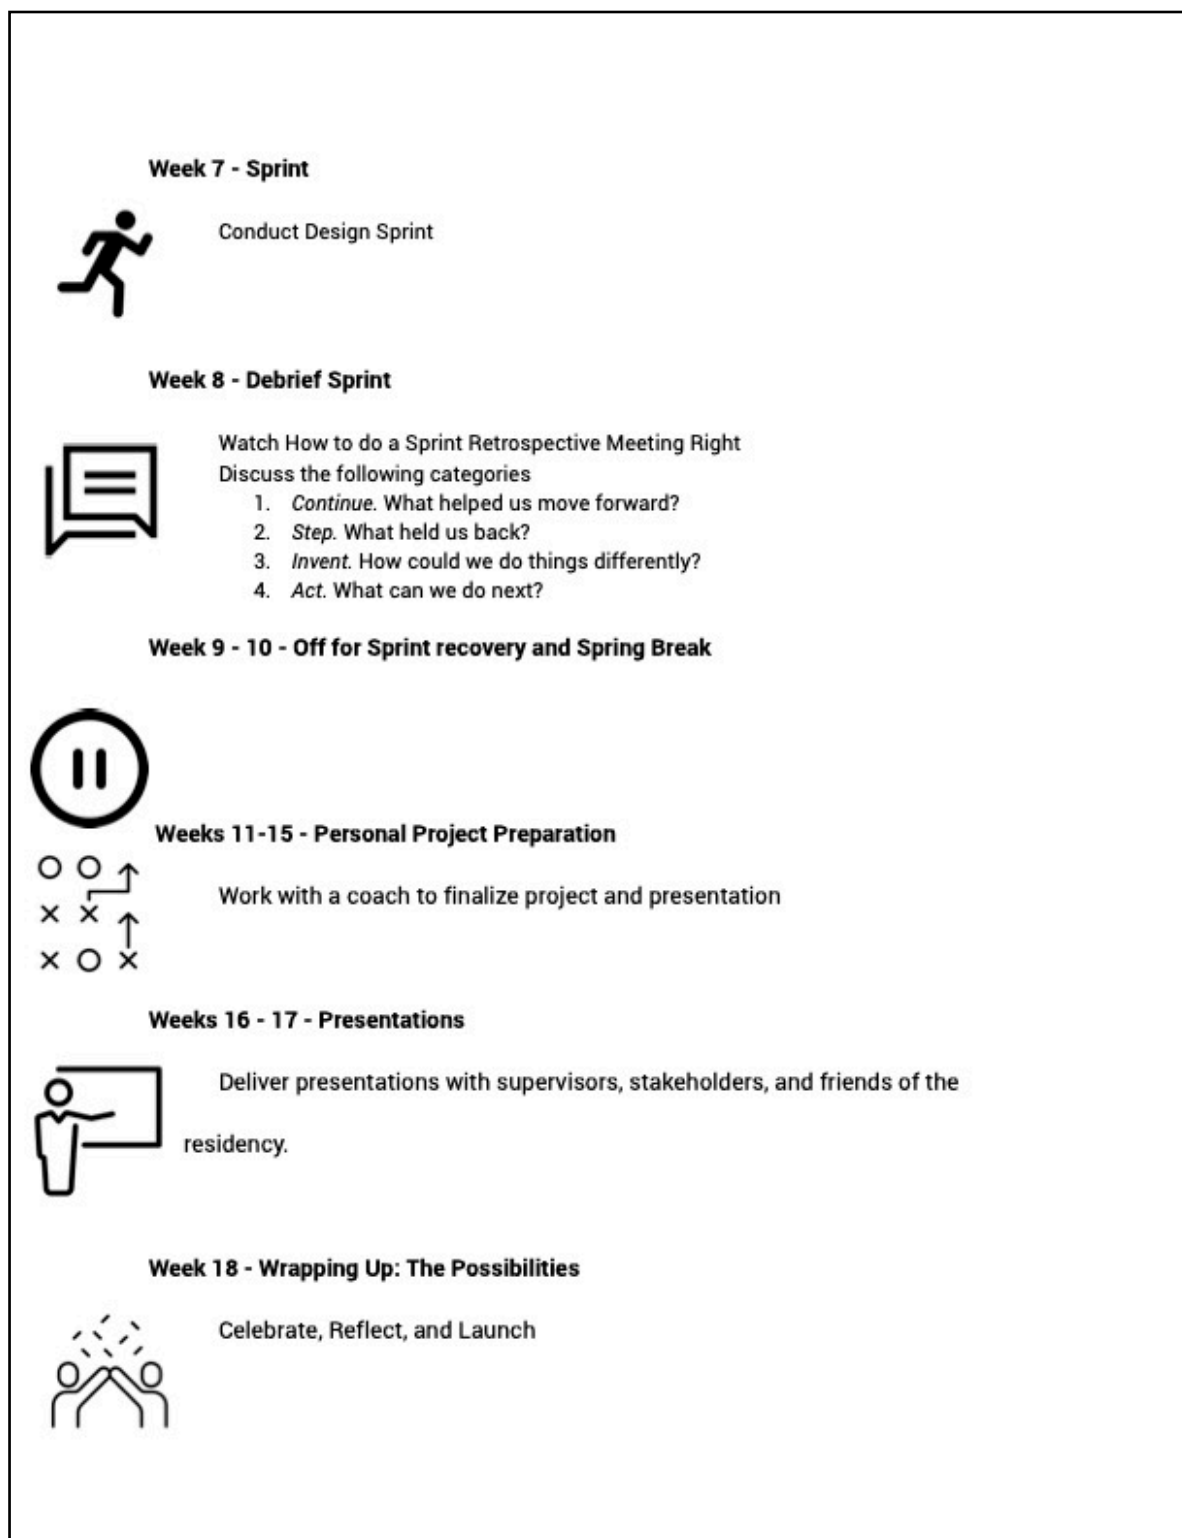 Week 7 - Sprint
Conduct Design Sprint
Week 8 - Debrief Sprint
Watch How to do a Sprint Retrospective Meeting Right
Discuss the following categories
1. Continue. What helped us move forward?
2. Step. What held us back?
3. Invent. How could we do things differently?
4. Act. What can we do next?
Week 9 - 10 - Off for Sprint recovery and Spring Break
Weeks 11-15 - Personal Project Preparation
Work with a coach to finalize project and presentation
Weeks 16 - 17 - Presentations
Deliver presentations with supervisors, stakeholders, and friends of the
residency.
Week 18 - Wrapping Up: The Possibilities
Celebrate, Reflect, and Launch